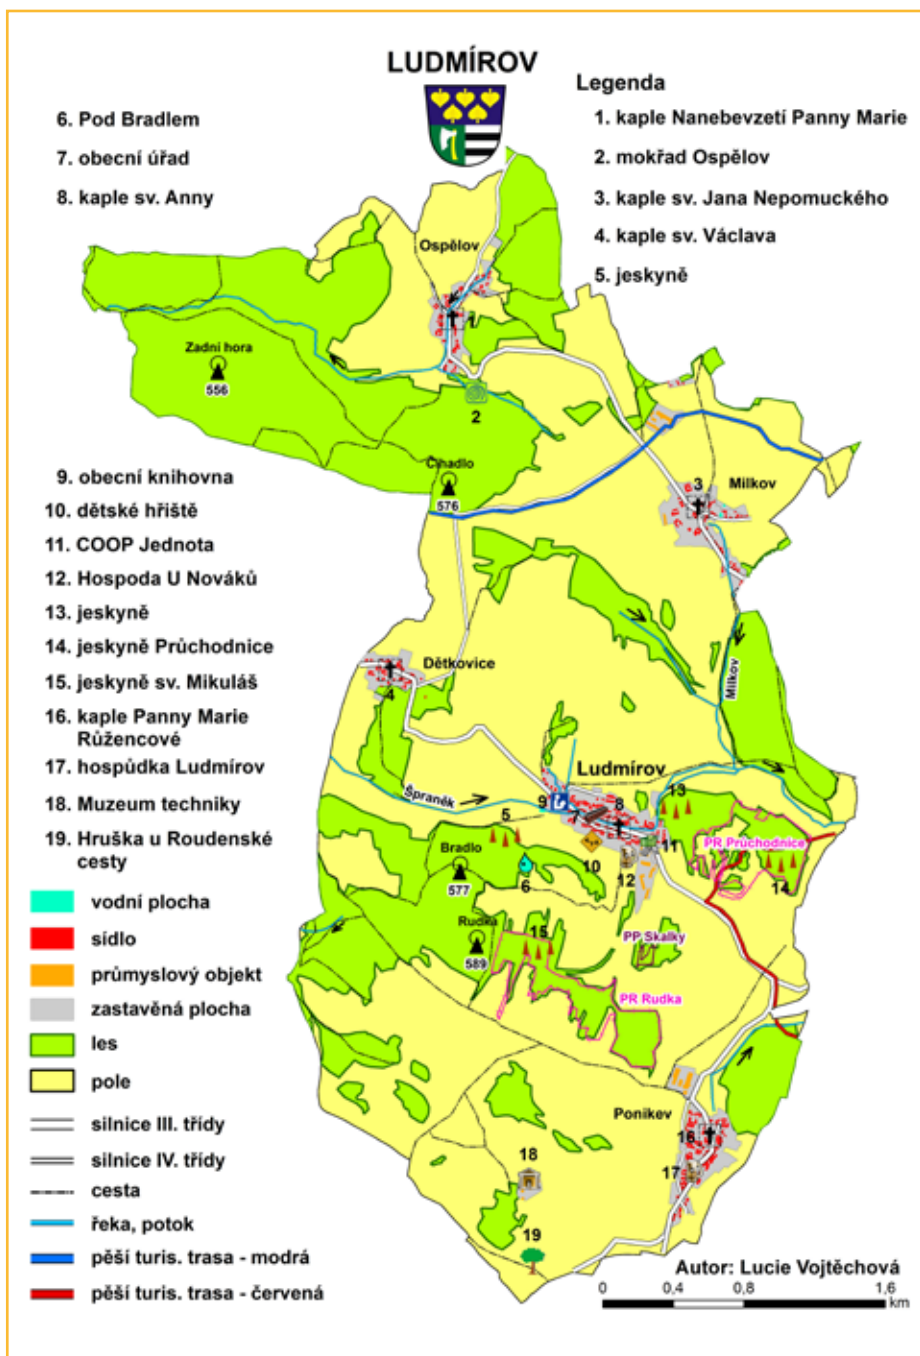 LUDMÍROV
Legenda
1. kaple Nanebevzetí Panny Marie
2. mokřad Ospělov
3. kaple sv. Jana Nepomuckého
4. kaple sv. Václava
5. jeskyně
6. Pod Bradlem
7. obecní úřad
8. kaple sv. Anny
9. obecní knihovna
10. dětské hřiště
11. COOP Jednota
12. Hospoda U Nováků
13. jeskyně
14. jeskyně Průchodnice
15. jeskyně sv. Mikuláš
16. kaple Panny Marie
Růžencové
17. hospůdka Ludmírov
18. Muzeum techniky
19. Hruška u Roudenské
cesty
vodní plocha
sídlo
průmyslový objekt
zastavěná plocha
les
pole
silnice III. třídy
silnice IV. třídy
cesta
řeka, potok
pěší turis. trasa - modrá
pěší turis. trasa - červená
Ospělov
1
Zadní hora
556
2
Čihadlo
576
3
Milkov
Dětkovice
4
Milkov
Ludmírov
Špraněk
9
7
8
13
5
10
11
12
PR Průchodnice
14
Bradlo
577
6
Rudka
589
15
PP Skalky
PR Rudka
Ponikev
16
17
18
19
Autor: Lucie Vojtěchová
0
0,4
0,8
1,6
km